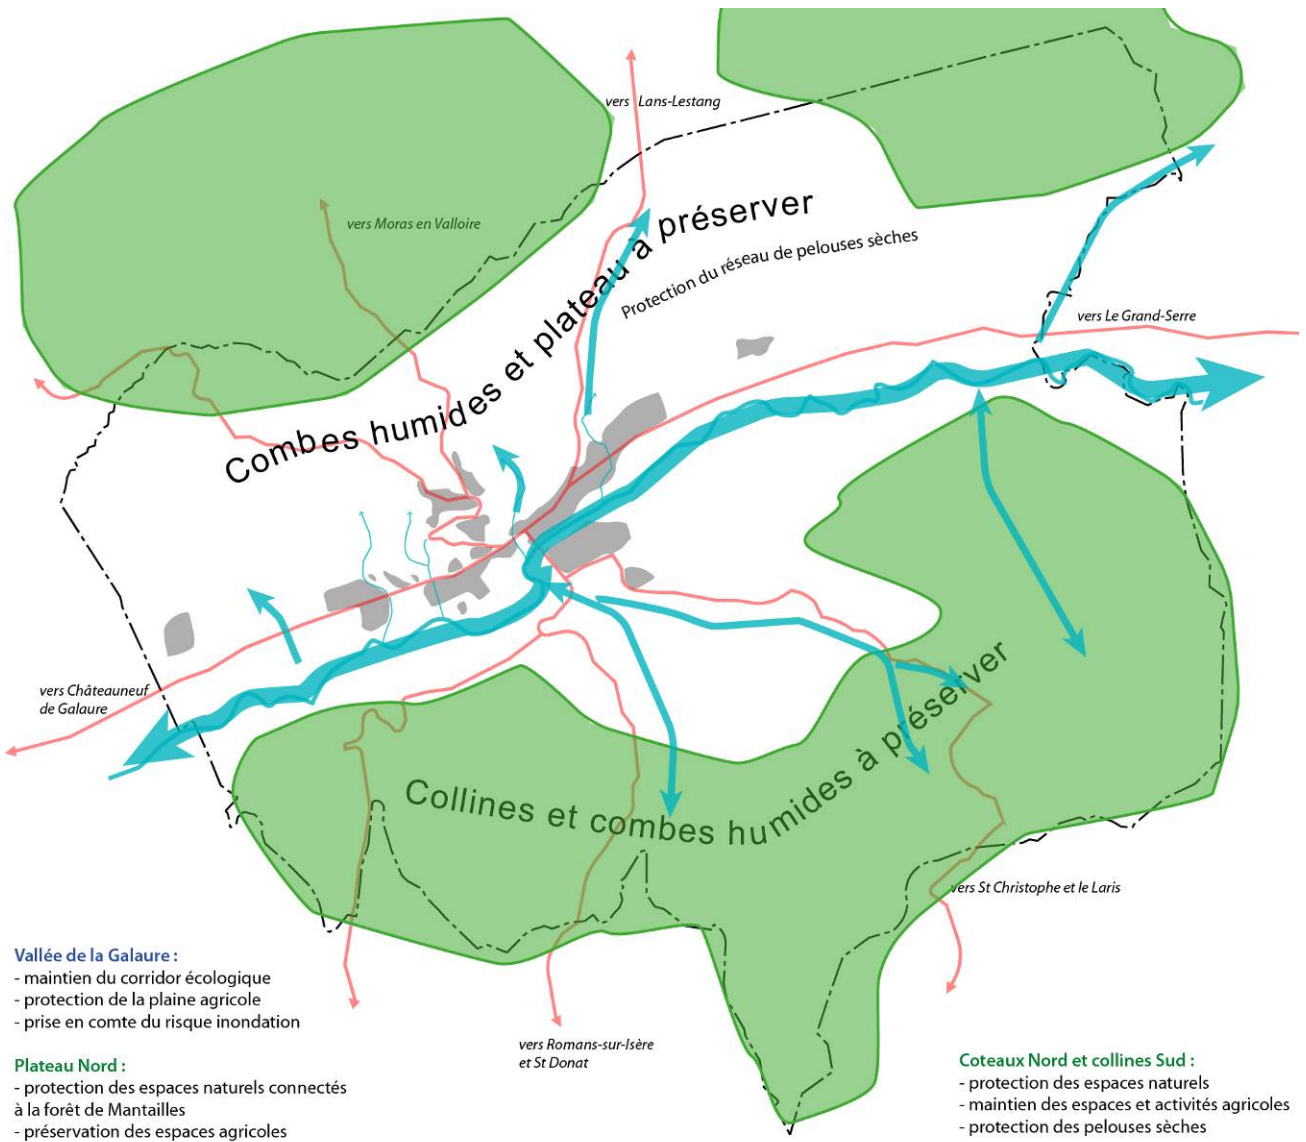 vers Lans-Lestang
vers Moras en Valloire
Combes humides et plateau à préserver
Protection du réseau de pelouses sèches
vers Le Grand-Serre
vers Châteauneuf
de Galaure
Collines et combes humides à préserver
vers St Christophe et le Laris
vers Romans-sur-Isère
et St Donat
Vallée de la Galaure :
- maintien du corridor écologique
- protection de la plaine agricole
- prise en comte du risque inondation
Plateau Nord :
- protection des espaces naturels connectés
à la forêt de Mantailles
- préservation des espaces agricoles
Coteaux Nord et collines Sud :
- protection des espaces naturels
- maintien des espaces et activités agricoles
- protection des pelouses sèches